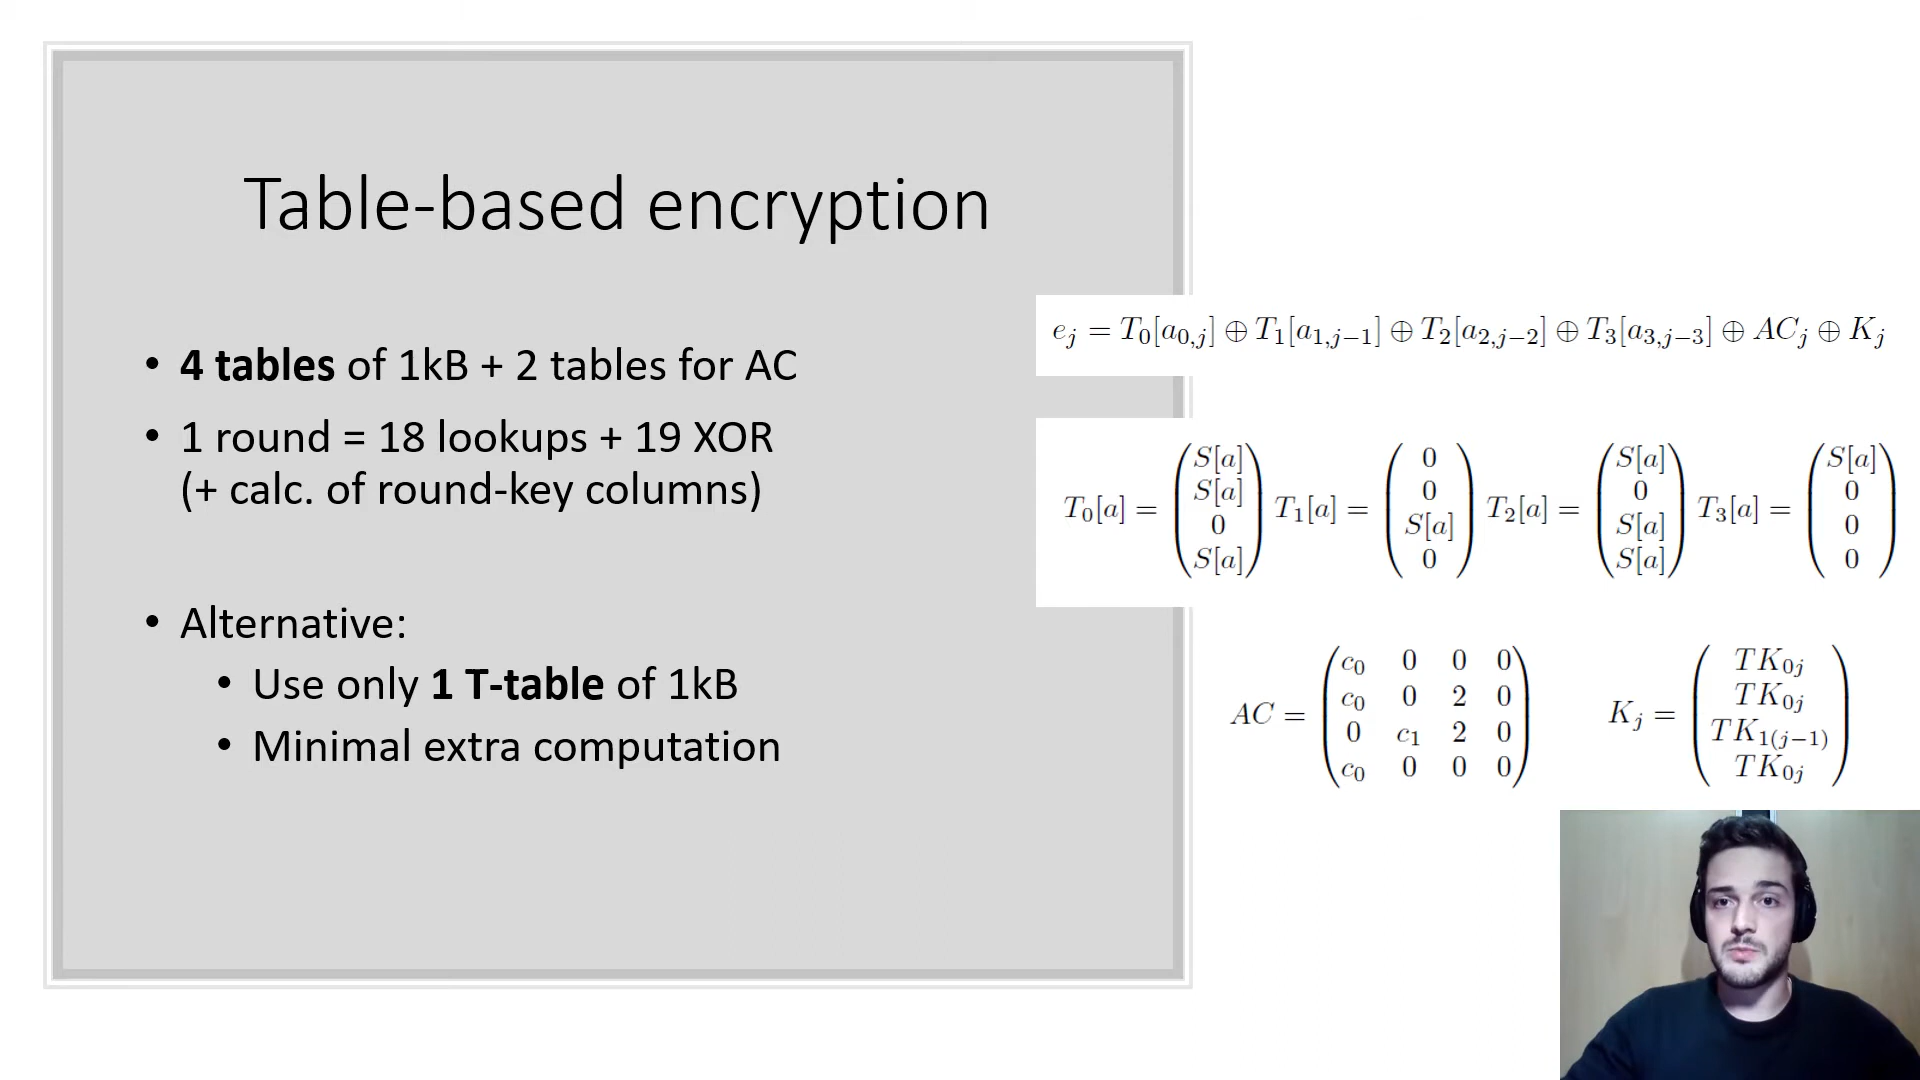 Table-based encryption
• 4 tables of 1kB + 2 tables for AC
• 1 round = 18 lookups + 19 XOR
(+ calc. of round-key columns)
• Alternative:
• Use only 1 T-table of 1kB
• Minimal extra computation
e_j = T_0[a_{0,j}] ⊕ T_1[a_{1,j−1}] ⊕ T_2[a_{2,j−2}] ⊕ T_3[a_{3,j−3}] ⊕ AC_j ⊕ K_j
T_0[a] = (S[a] S[a] 0 S[a]) T_1[a] = (0 0 S[a] 0) T_2[a] = (S[a] 0 S[a] S[a]) T_3[a] = (S[a] 0 0 0)
AC =
c_0 0 0 0
c_0 0 2 0
0 c_1 2 0
c_0 0 0 0
K_j =
TK_{0j}
TK_{0j}
TK_{1(j−1)}
TK_{0j}